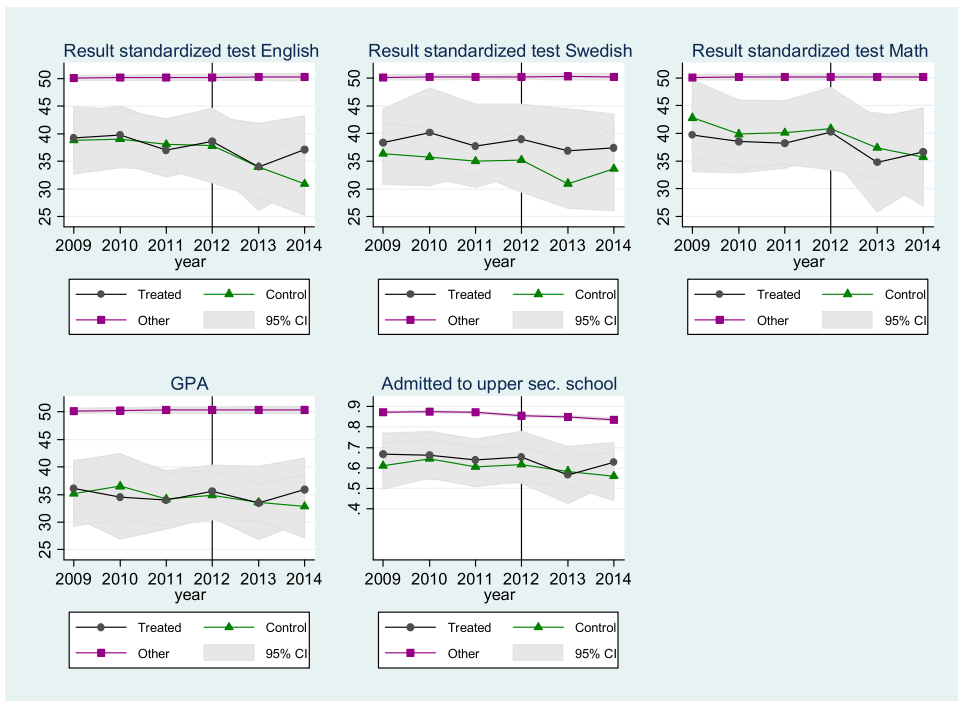 Result standardized test English
50
45
40
35
30
25
2009 2010 2011 2012 2013 2014
year
Treated Control
Other 95% CI
Result standardized test Swedish
50
45
40
35
30
25
2009 2010 2011 2012 2013 2014
year
Treated Control
Other 95% CI
Result standardized test Math
50
45
40
35
30
25
2009 2010 2011 2012 2013 2014
year
Treated Control
Other 95% CI
GPA
50
45
40
35
30
25
2009 2010 2011 2012 2013 2014
year
Treated Control
Other 95% CI
Admitted to upper sec. school
.9
.8
.7
.6
.5
.4
2009 2010 2011 2012 2013 2014
year
Treated Control
Other 95% CI